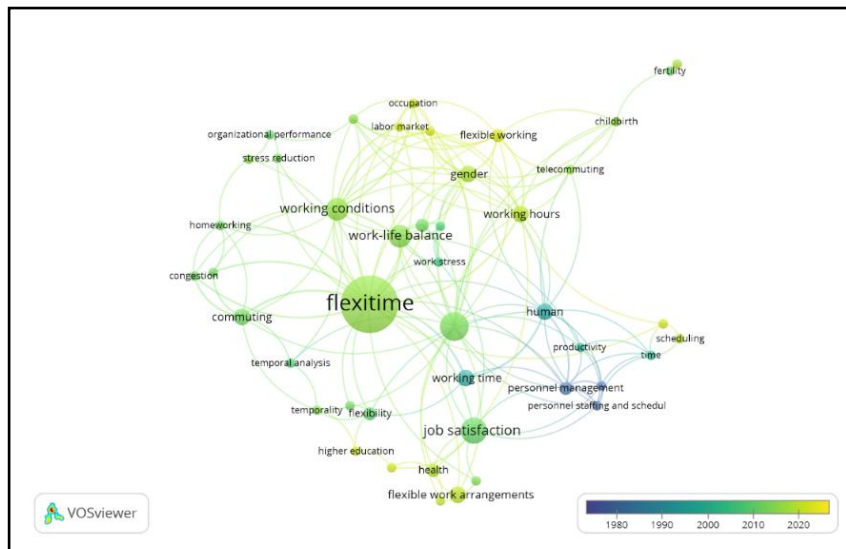 fertility
occupation
labor market
flexible working
childbirth
organizational performance
stress reduction
gender
telecommuting
working conditions
working hours
homeworking
work-life balance
work stress
congestion
flexitime
commuting
human
scheduling
productivity
time
temporal analysis
working time
personnel management
personnel staffing and schedul
temporality
flexibility
job satisfaction
higher education
health
flexible work arrangements
VOSviewer
1980 1990 2000 2010 2020